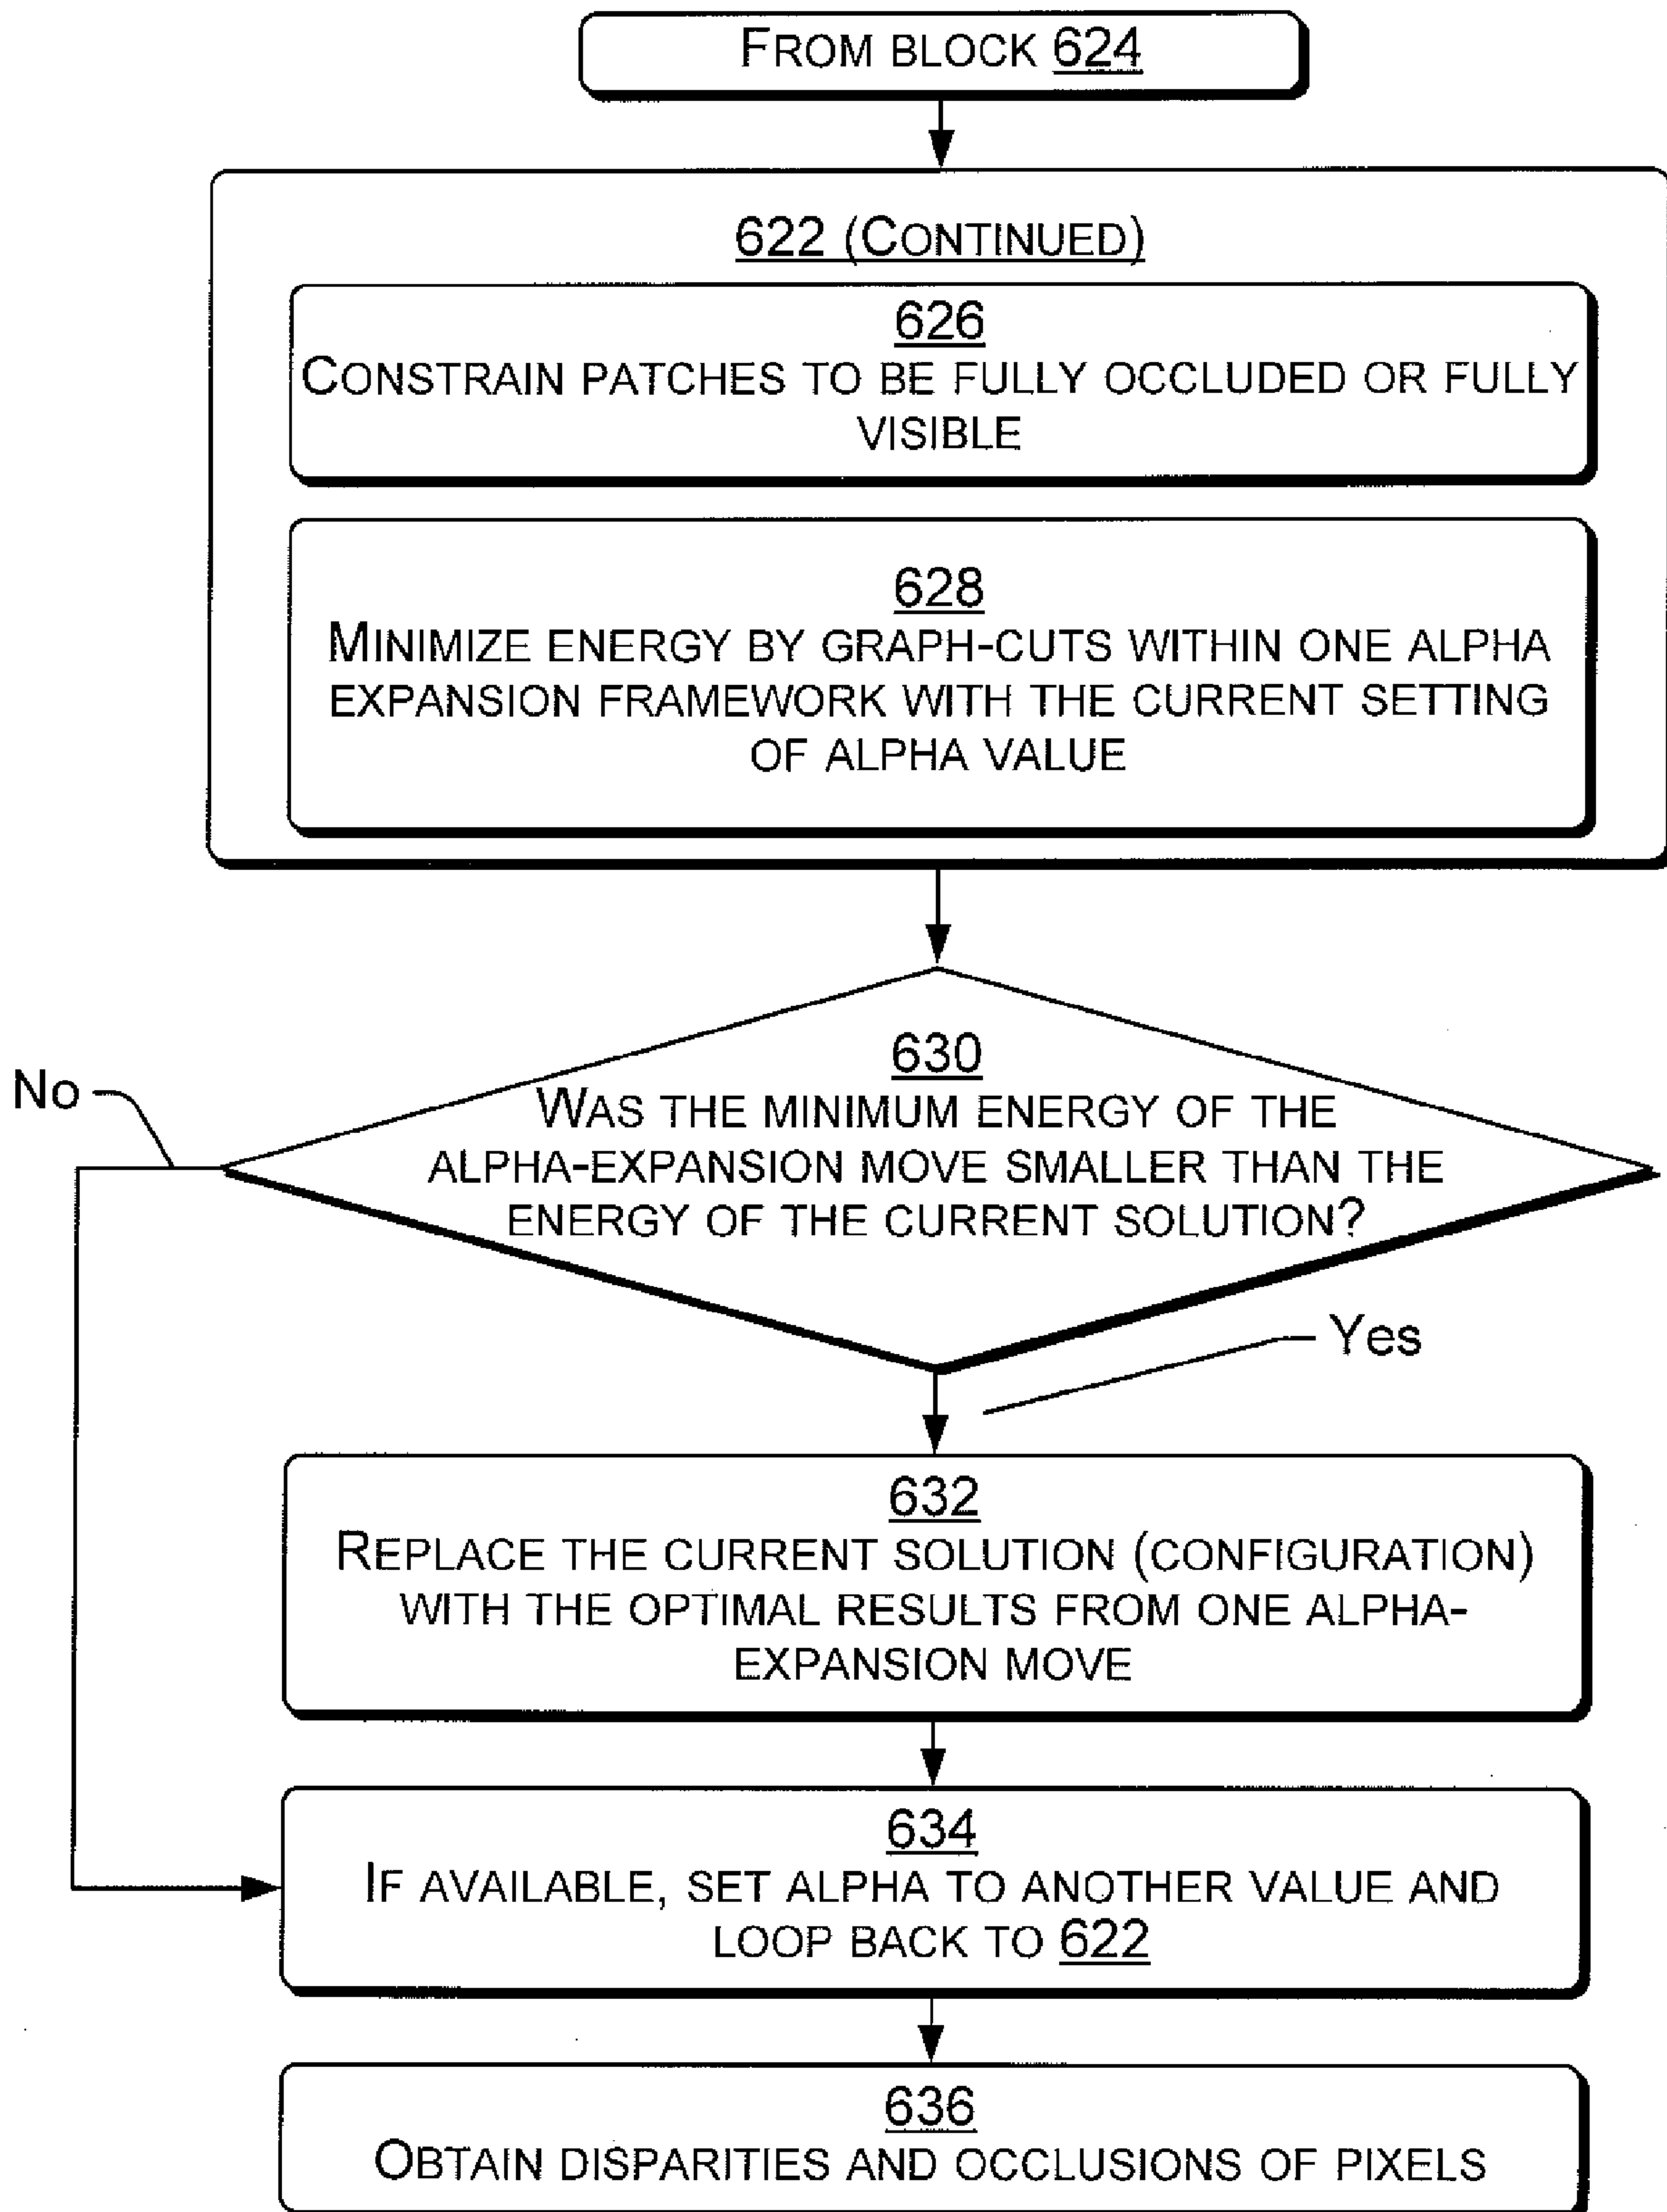 FROM BLOCK 624
622 (CONTINUED)
626
CONSTRAIN PATCHES TO BE FULLY OCCLUDED OR FULLY
VISIBLE
628
MINIMIZE ENERGY BY GRAPH-CUTS WITHIN ONE ALPHA
EXPANSION FRAMEWORK WITH THE CURRENT SETTING
OF ALPHA VALUE
630
WAS THE MINIMUM ENERGY OF THE
ALPHA-EXPANSION MOVE SMALLER THAN THE
ENERGY OF THE CURRENT SOLUTION?
No
Yes
632
REPLACE THE CURRENT SOLUTION (CONFIGURATION)
WITH THE OPTIMAL RESULTS FROM ONE ALPHA-
EXPANSION MOVE
634
IF AVAILABLE, SET ALPHA TO ANOTHER VALUE AND
LOOP BACK TO 622
636
OBTAIN DISPARITIES AND OCCLUSIONS OF PIXELS